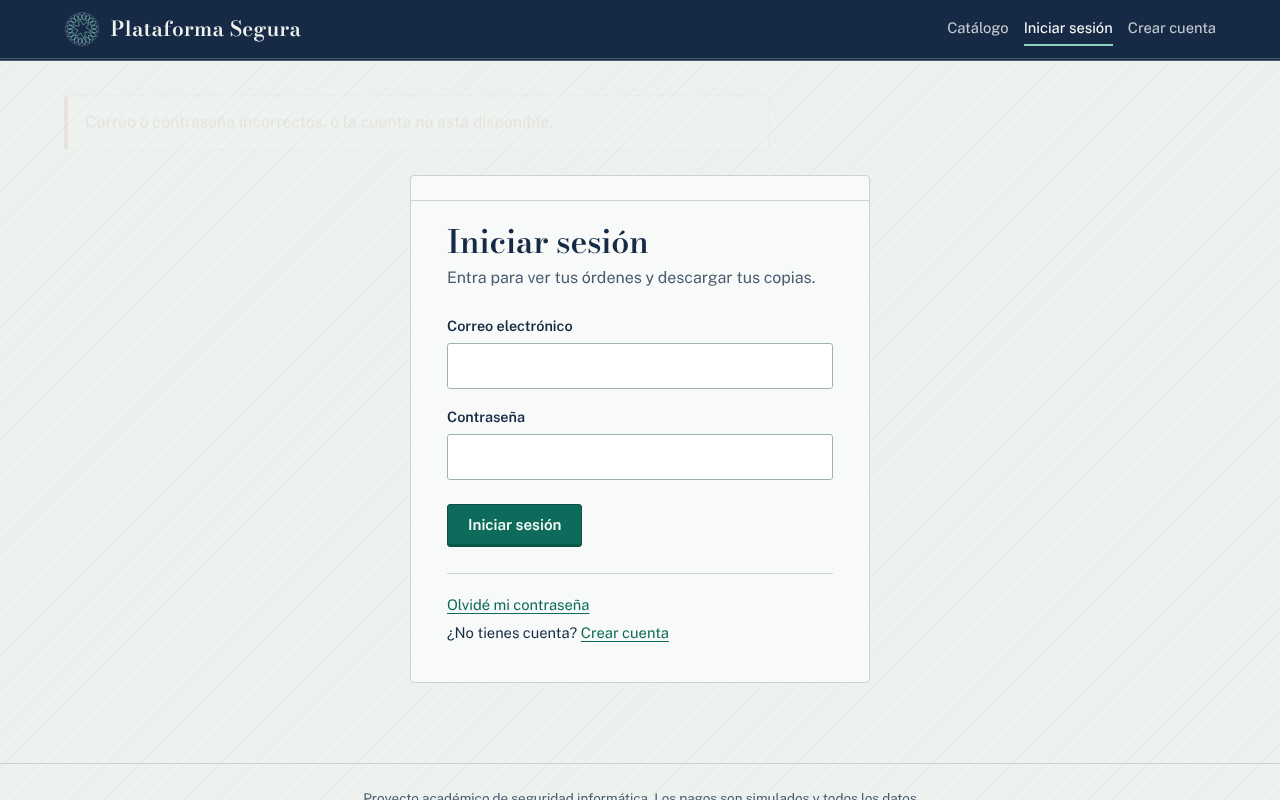 Plataforma Segura
Catálogo Iniciar sesión Crear cuenta
Correo o contraseña incorrectos, o la cuenta no está disponible.
Iniciar sesión
Entra para ver tus órdenes y descargar tus copias.
Correo electrónico
Contraseña
Iniciar sesión
Olvidé mi contraseña
¿No tienes cuenta? Crear cuenta
Proyecto académico de seguridad informática. Los pagos son simulados y todos los datos